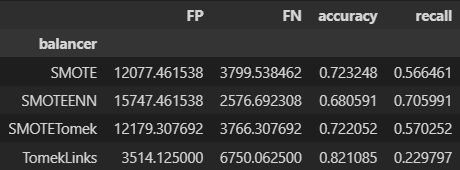 FP FN accuracy recall
balancer
SMOTE 12077.461538 3799.538462 0.723248 0.566461
SMOTEENN 15747.461538 2576.692308 0.680591 0.705991
SMOTETomek 12179.307692 3766.307692 0.722052 0.570252
TomekLinks 3514.125000 6750.062500 0.821085 0.229797